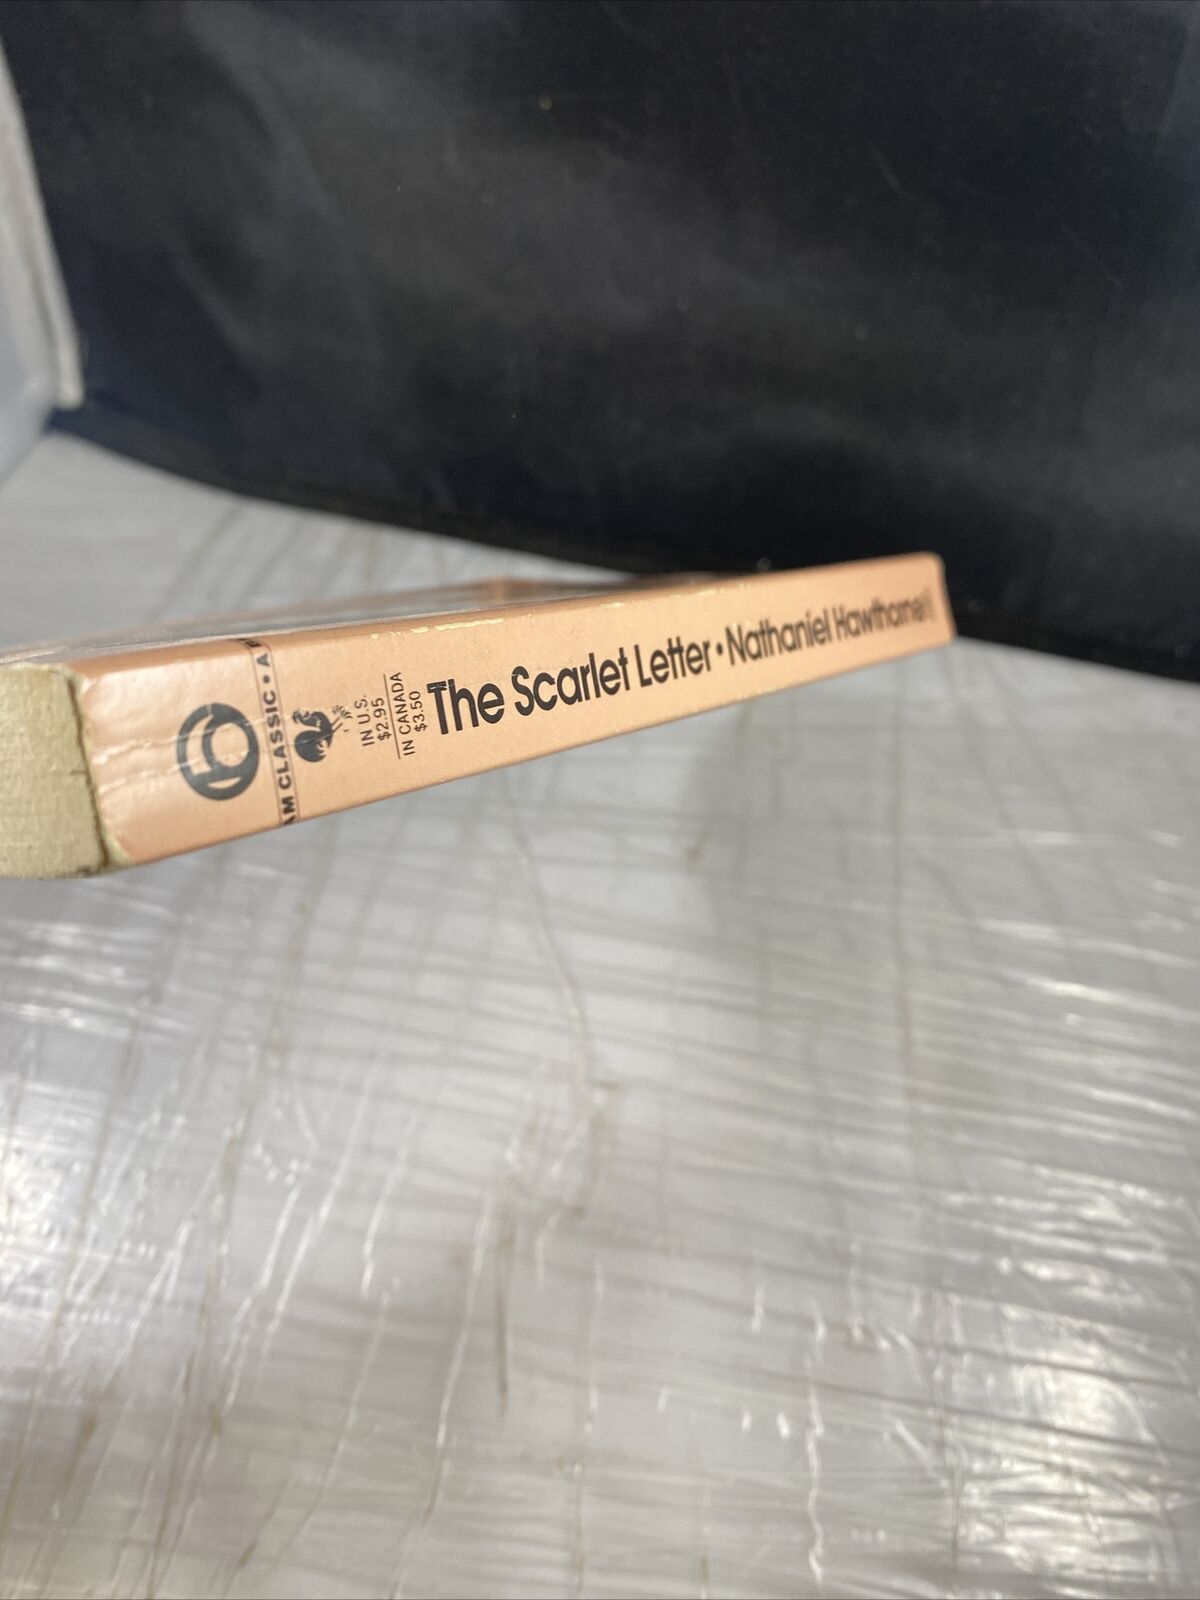 AM CLASSIC • A
IN U.S.
$2.95
IN CANADA
$3.50
The Scarlet Letter • Nathaniel Hawthorne